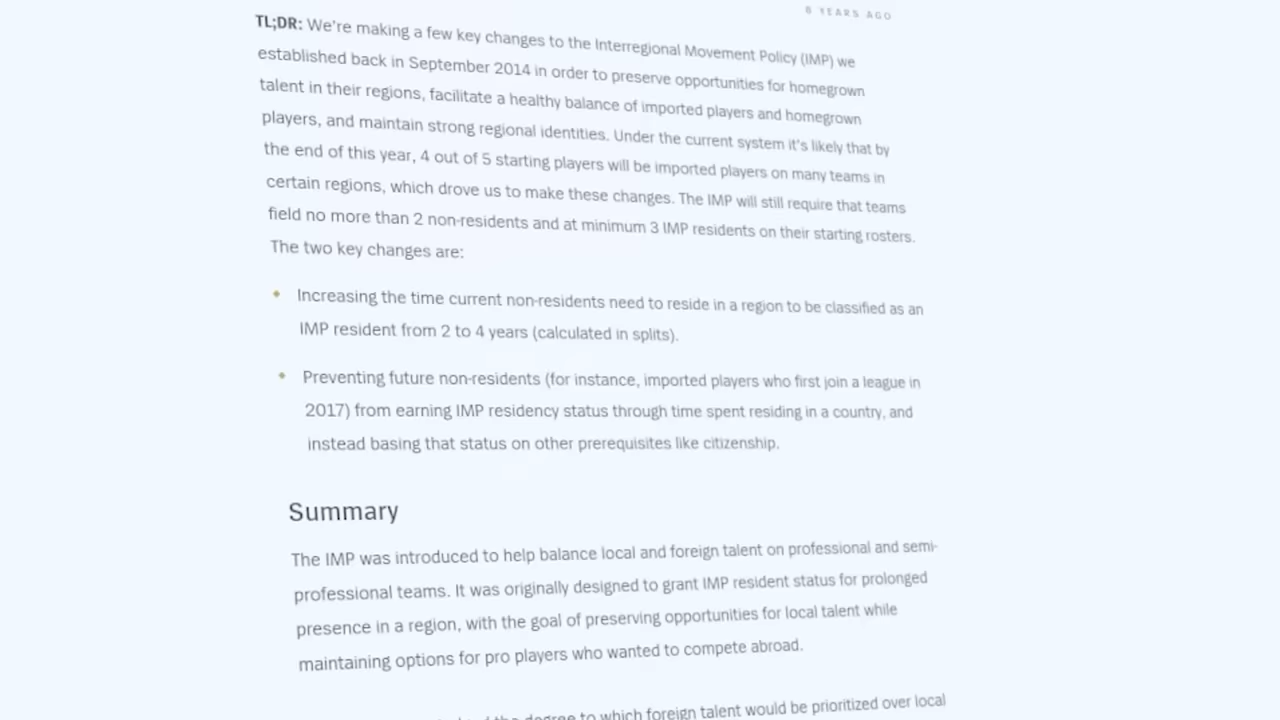 8 YEARS AGO
TL;DR: We're making a few key changes to the Interregional Movement Policy (IMP) we
established back in September 2014 in order to preserve opportunities for homegrown
talent in their regions, facilitate a healthy balance of imported players and homegrown
players, and maintain strong regional identities. Under the current system it's likely that by
the end of this year, 4 out of 5 starting players will be imported players on many teams in
certain regions, which drove us to make these changes. The IMP will still require that teams
field no more than 2 non-residents and at minimum 3 IMP residents on their starting rosters.
The two key changes are:
Increasing the time current non-residents need to reside in a region to be classified as an
IMP resident from 2 to 4 years (calculated in splits).
Preventing future non-residents (for instance, imported players who first join a league in
2017) from earning IMP residency status through time spent residing in a country, and
instead basing that status on other prerequisites like citizenship.
Summary
The IMP was introduced to help balance local and foreign talent on professional and semi-
professional teams. It was originally designed to grant IMP resident status for prolonged
presence in a region, with the goal of preserving opportunities for local talent while
maintaining options for pro players who wanted to compete abroad.
the degree to which foreign talent would be prioritized over local